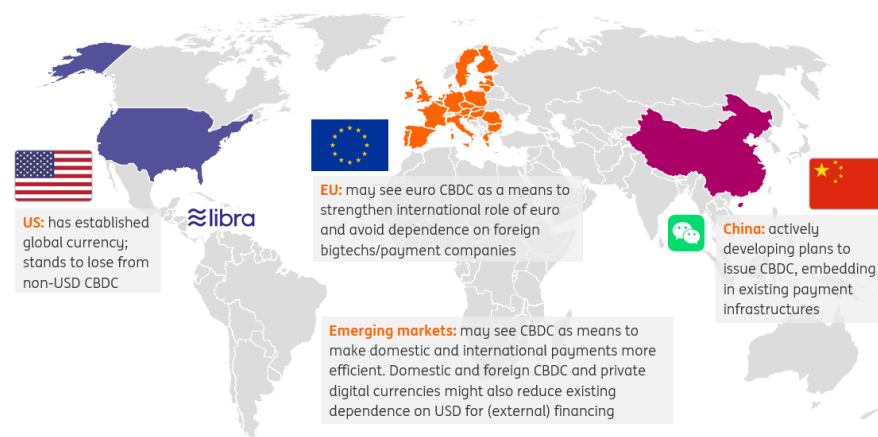 libra
US: has established
global currency;
stands to lose from
non-USD CBDC
EU: may see euro CBDC as a means to
strengthen international role of euro
and avoid dependence on foreign
bigtechs/payment companies
China: actively
developing plans to
issue CBDC, embedding
in existing payment
infrastructures
Emerging markets: may see CBDC as means to
make domestic and international payments more
efficient. Domestic and foreign CBDC and private
digital currencies might also reduce existing
dependence on USD for (external) financing